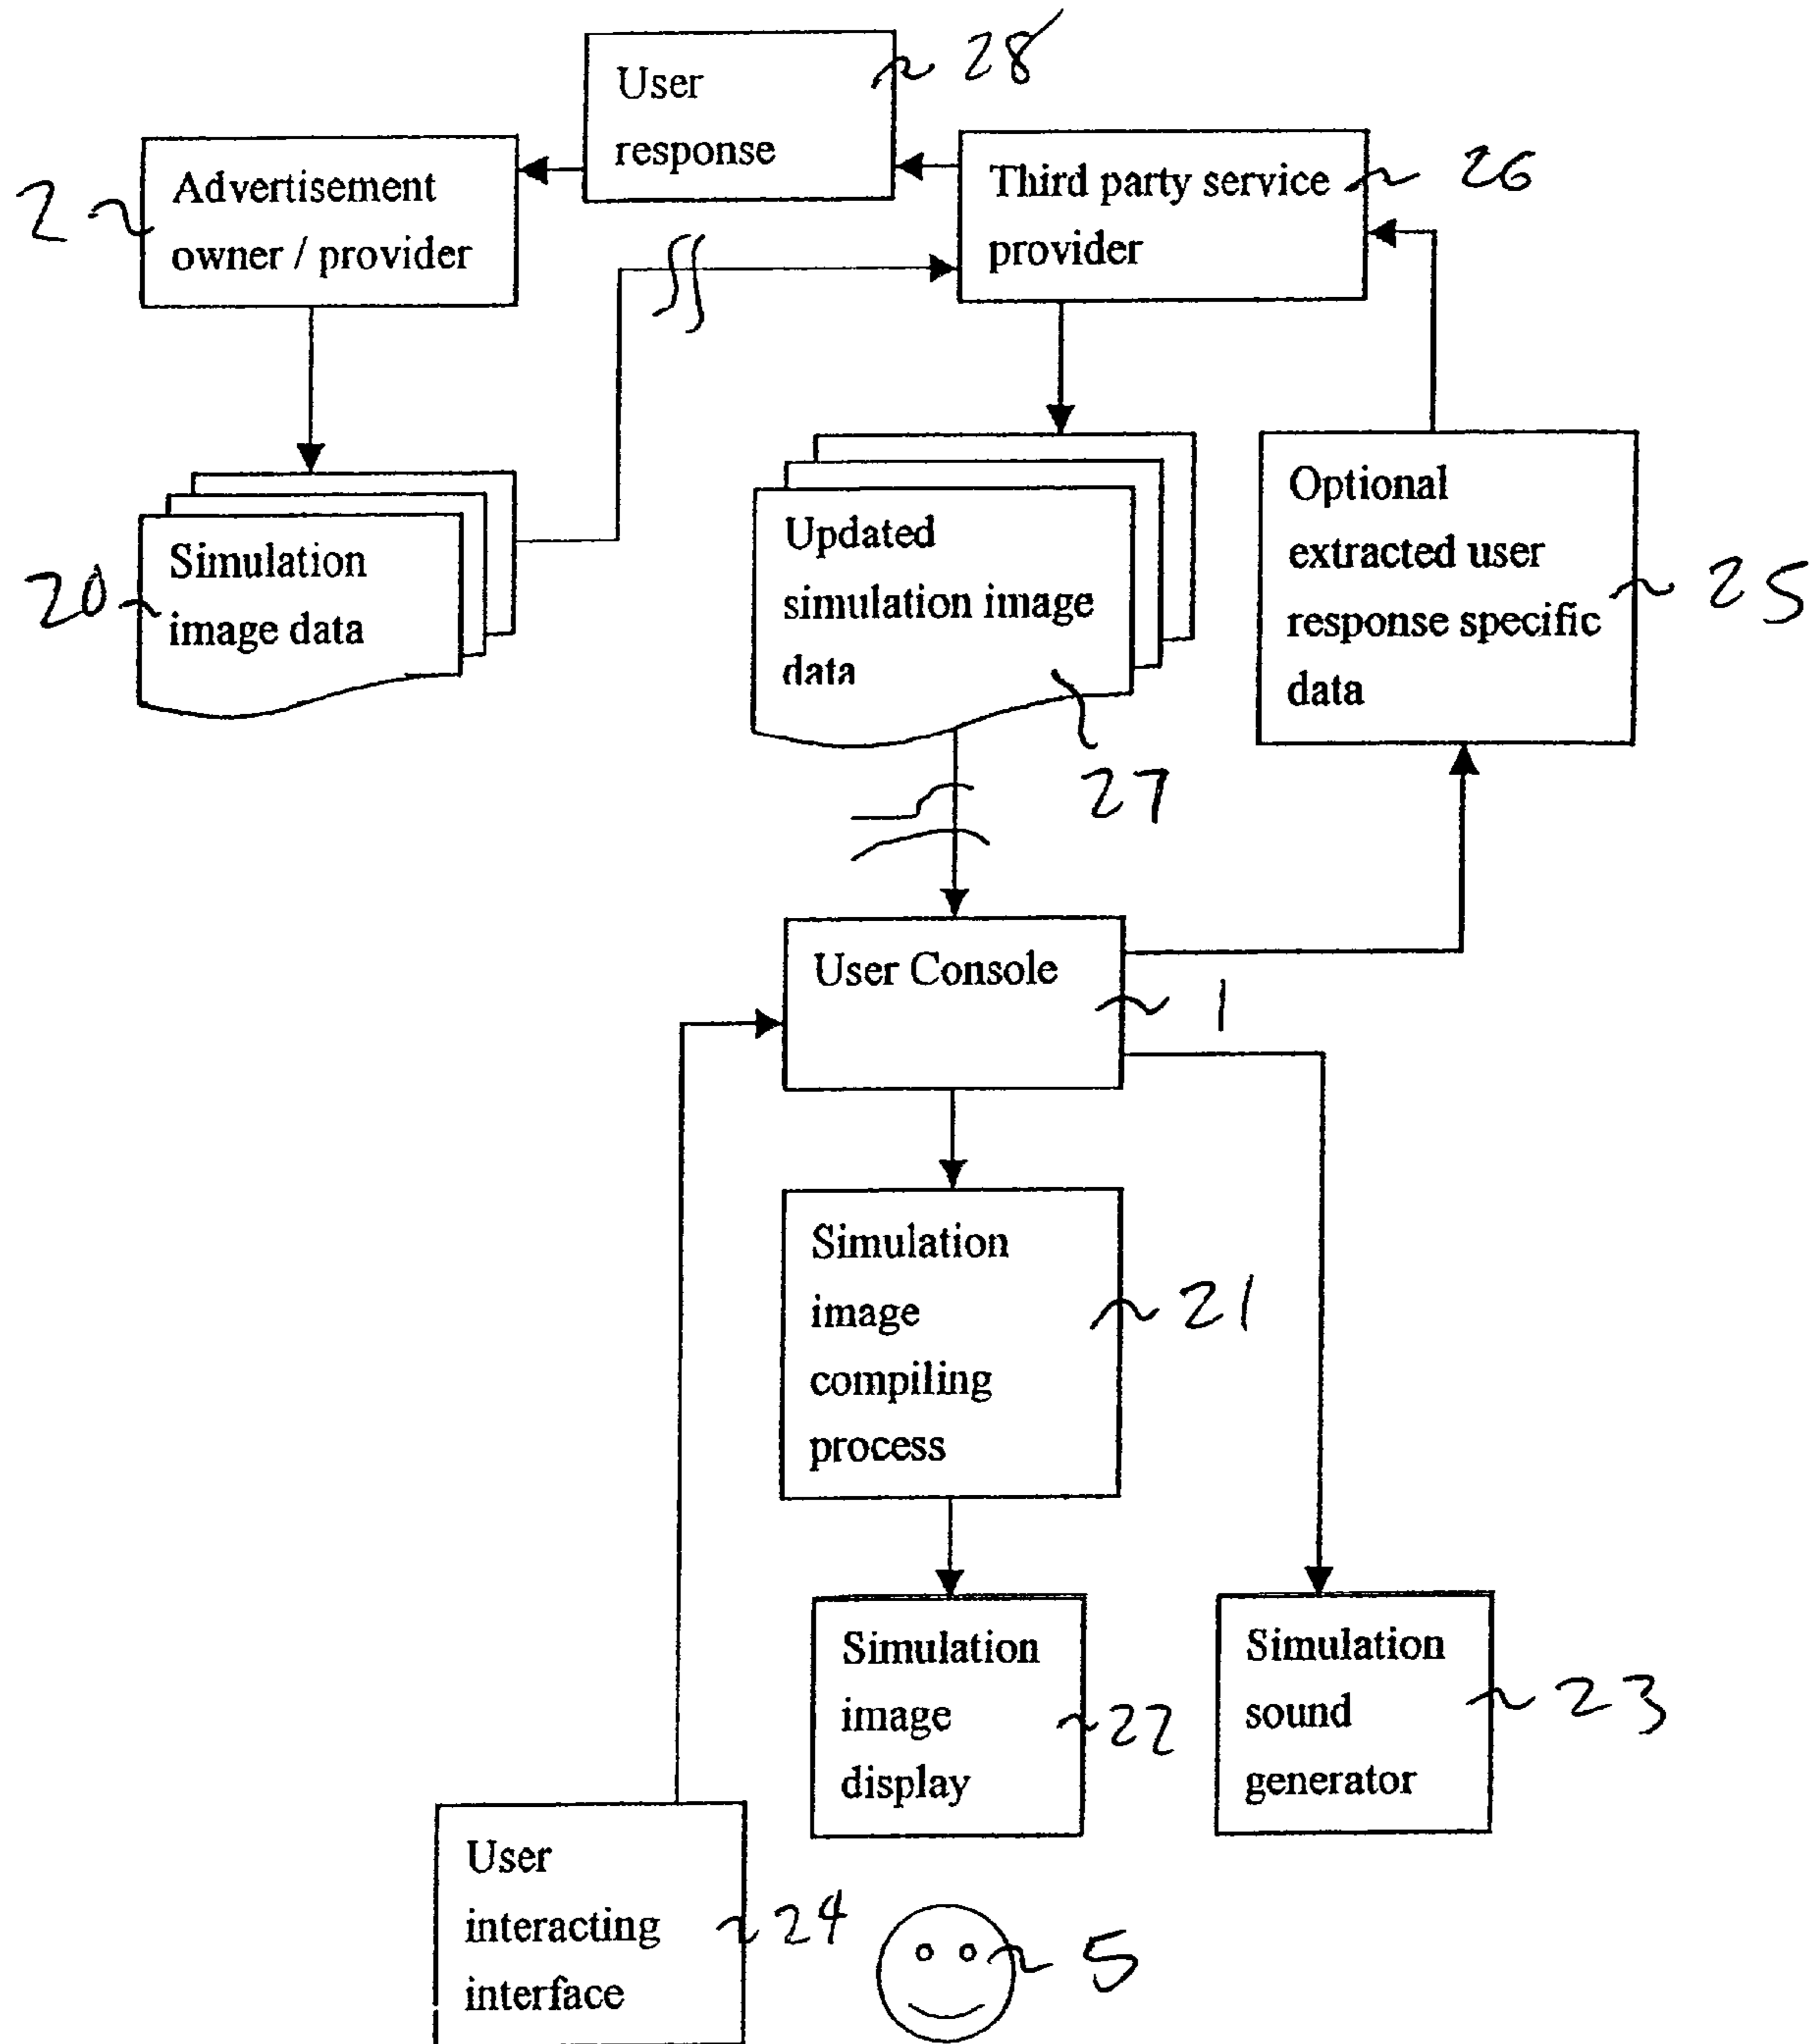 User
response
28
Advertisement
owner / provider
2
Third party service
provider
26
Simulation
image data
20
Updated
simulation image
data
27
Optional
extracted user
response specific
data
25
User Console
1
Simulation
image
compiling
process
21
Simulation
image
display
22
Simulation
sound
generator
23
User
interacting
interface
24
5